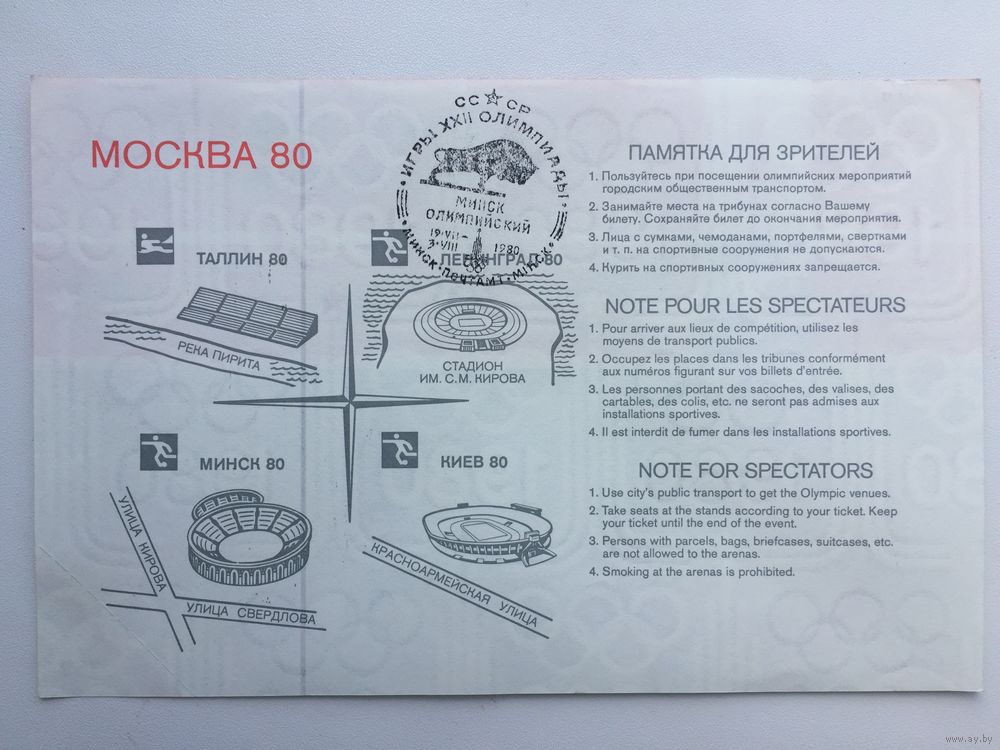 МОСКВА 80
СССР
ИГРЫ XXII ОЛИМПИАДЫ
МИНСК
ОЛИМПИЙСКИЙ
19·VII–
3·VIII 1980
МИНСК·ПОЧТАМТ·MINSK
ТАЛЛИН 80
РЕКА ПИРИТА
ЛЕНИНГРАД 80
СТАДИОН
ИМ. С.М. КИРОВА
МИНСК 80
УЛИЦА КИРОВА
УЛИЦА СВЕРДЛОВА
КИЕВ 80
КРАСНОАРМЕЙСКАЯ УЛИЦА
ПАМЯТКА ДЛЯ ЗРИТЕЛЕЙ
1. Пользуйтесь при посещении олимпийских мероприятий
городским общественным транспортом.
2. Занимайте места на трибунах согласно Вашему
билету. Сохраняйте билет до окончания мероприятия.
3. Лица с сумками, чемоданами, портфелями, свертками
и т. п. на спортивные сооружения не допускаются.
4. Курить на спортивных сооружениях запрещается.
NOTE POUR LES SPECTATEURS
1. Pour arriver aux lieux de compétition, utilisez les
moyens de transport publics.
2. Occupez les places dans les tribunes conformément
aux numéros figurant sur vos billets d'entrée.
3. Les personnes portant des sacoches, des valises, des
cartables, des colis, etc. ne seront pas admises aux
installations sportives.
4. Il est interdit de fumer dans les installations sportives.
NOTE FOR SPECTATORS
1. Use city's public transport to get the Olympic venues.
2. Take seats at the stands according to your ticket. Keep
your ticket until the end of the event.
3. Persons with parcels, bags, briefcases, suitcases, etc.
are not allowed to the arenas.
4. Smoking at the arenas is prohibited.
www.ay.by